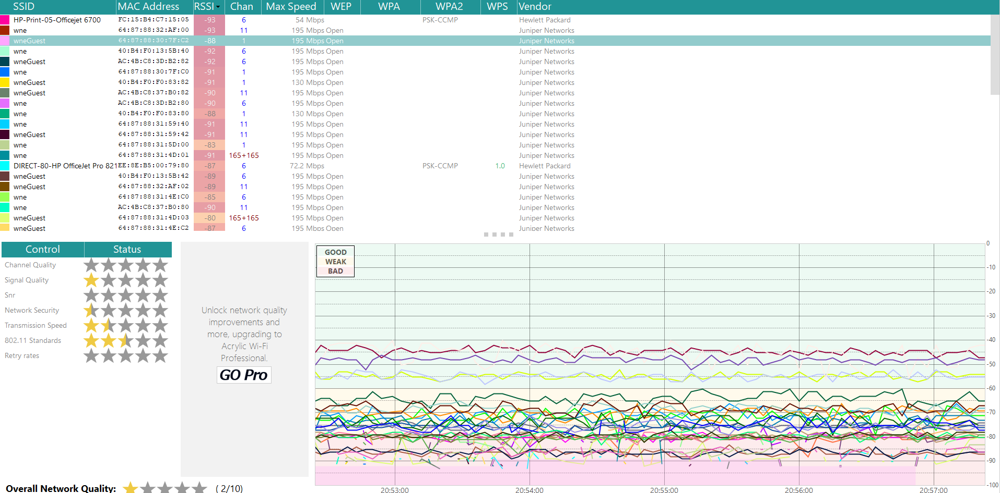 SSID MAC Address RSSI Chan Max Speed WEP WPA WPA2 WPS Vendor
HP-Print-05-Officejet 6700 FC:15:B4:C7:15:05 -93 6 54 Mbps PSK-CCMP Hewlett Packard
wne 64:87:88:32:AF:00 -93 11 195 Mbps Open Juniper Networks
wneGuest 64:87:88:30:7F:C2 -88 1 195 Mbps Open Juniper Networks
wne 40:B4:F0:13:5B:40 -92 6 195 Mbps Open Juniper Networks
wneGuest AC:4B:C8:3D:B2:82 -92 6 195 Mbps Open Juniper Networks
wne 64:87:88:30:7F:C0 -91 1 195 Mbps Open Juniper Networks
wneGuest 40:B4:F0:F0:83:82 -91 1 130 Mbps Open Juniper Networks
wneGuest AC:4B:C8:37:B0:82 -90 11 195 Mbps Open Juniper Networks
wne AC:4B:C8:3D:B2:80 -90 6 195 Mbps Open Juniper Networks
wne 40:B4:F0:F0:83:80 -88 1 130 Mbps Open Juniper Networks
wne 64:87:88:31:59:40 -91 11 195 Mbps Open Juniper Networks
wneGuest 64:87:88:31:59:42 -91 11 195 Mbps Open Juniper Networks
wne 64:87:88:31:5D:00 -83 1 195 Mbps Open Juniper Networks
wne 64:87:88:31:4D:01 -91 165+165 195 Mbps Open Juniper Networks
DIRECT-80-HP OfficeJet Pro 821 EE:8E:B5:00:79:80 -87 6 72.2 Mbps PSK-CCMP 1.0 Hewlett Packard
wneGuest 40:B4:F0:13:5B:42 -89 6 195 Mbps Open Juniper Networks
wneGuest 64:87:88:32:AF:02 -89 11 195 Mbps Open Juniper Networks
wne 64:87:88:31:4E:C0 -85 6 195 Mbps Open Juniper Networks
wne AC:4B:C8:37:B0:80 -90 11 195 Mbps Open Juniper Networks
wneGuest 64:87:88:31:4D:03 -80 165+165 195 Mbps Open Juniper Networks
wneGuest 64:87:88:31:4E:C2 -87 6 195 Mbps Open Juniper Networks
Control Status
Channel Quality
Signal Quality
Snr
Network Security
Transmission Speed
802.11 Standards
Retry rates
Overall Network Quality: ( 2/10)
Unlock network quality
improvements and
more, upgrading to
Acrylic Wi-Fi
Professional.
GO Pro
GOOD
WEAK
BAD
0
-10
-20
-30
-40
-50
-60
-70
-80
-90
-100
20:53:00 20:54:00 20:55:00 20:56:00 20:57:00